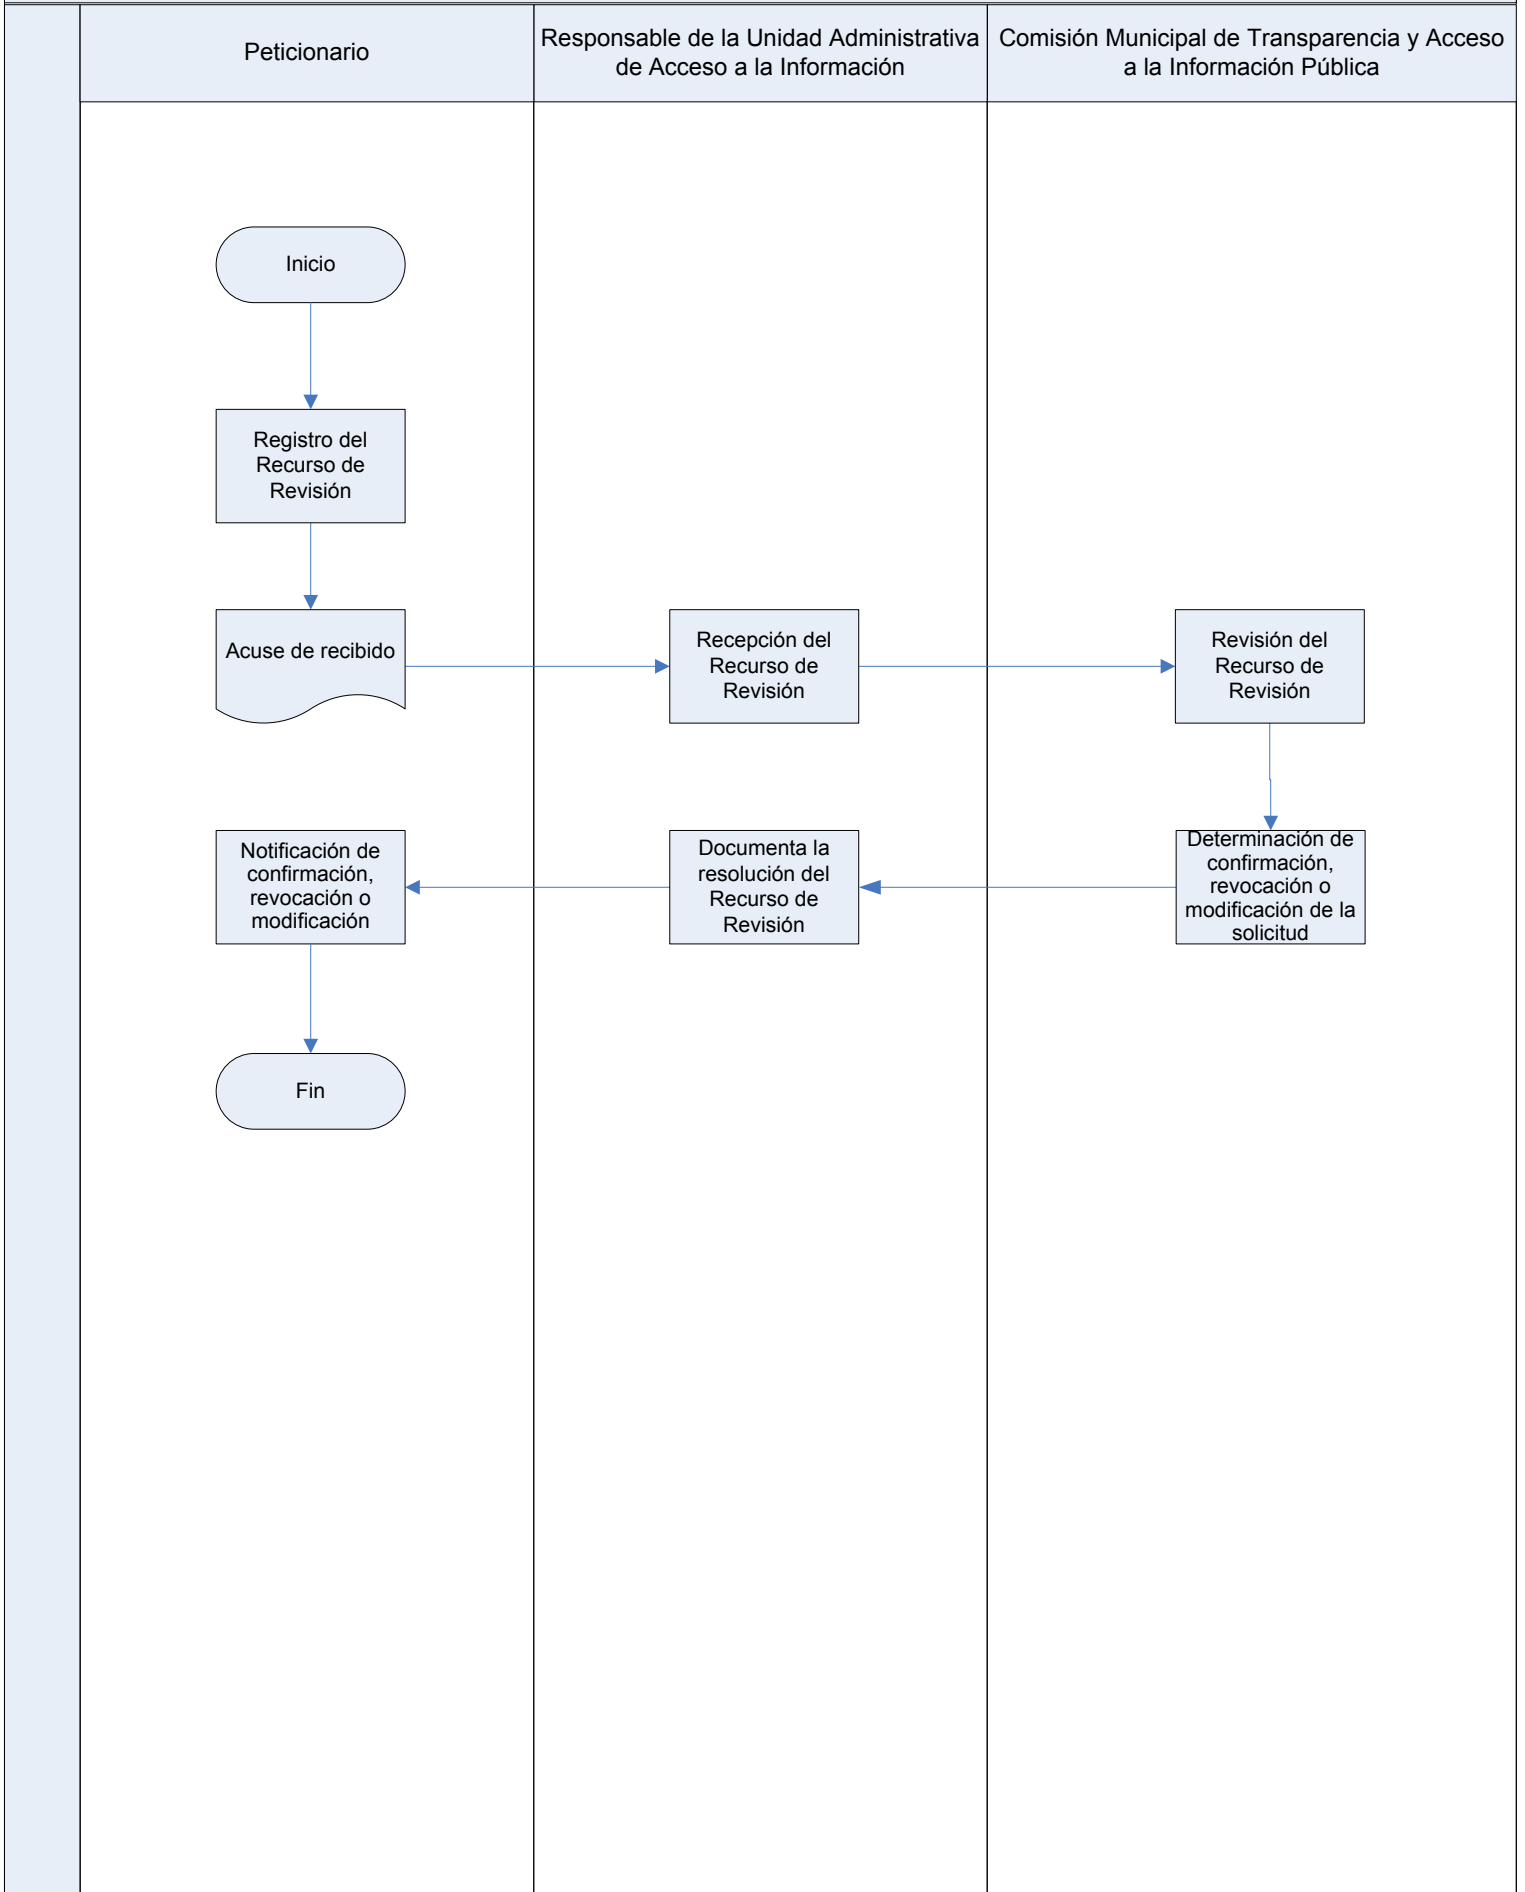 Peticionario
Responsable de la Unidad Administrativa
de Acceso a la Información
Comisión Municipal de Transparencia y Acceso
a la Información Pública
Inicio
Registro del
Recurso de
Revisión
Acuse de recibido
Recepción del
Recurso de
Revisión
Revisión del
Recurso de
Revisión
Notificación de
confirmación,
revocación o
modificación
Documenta la
resolución del
Recurso de
Revisión
Determinación de
confirmación,
revocación o
modificación de la
solicitud
Fin